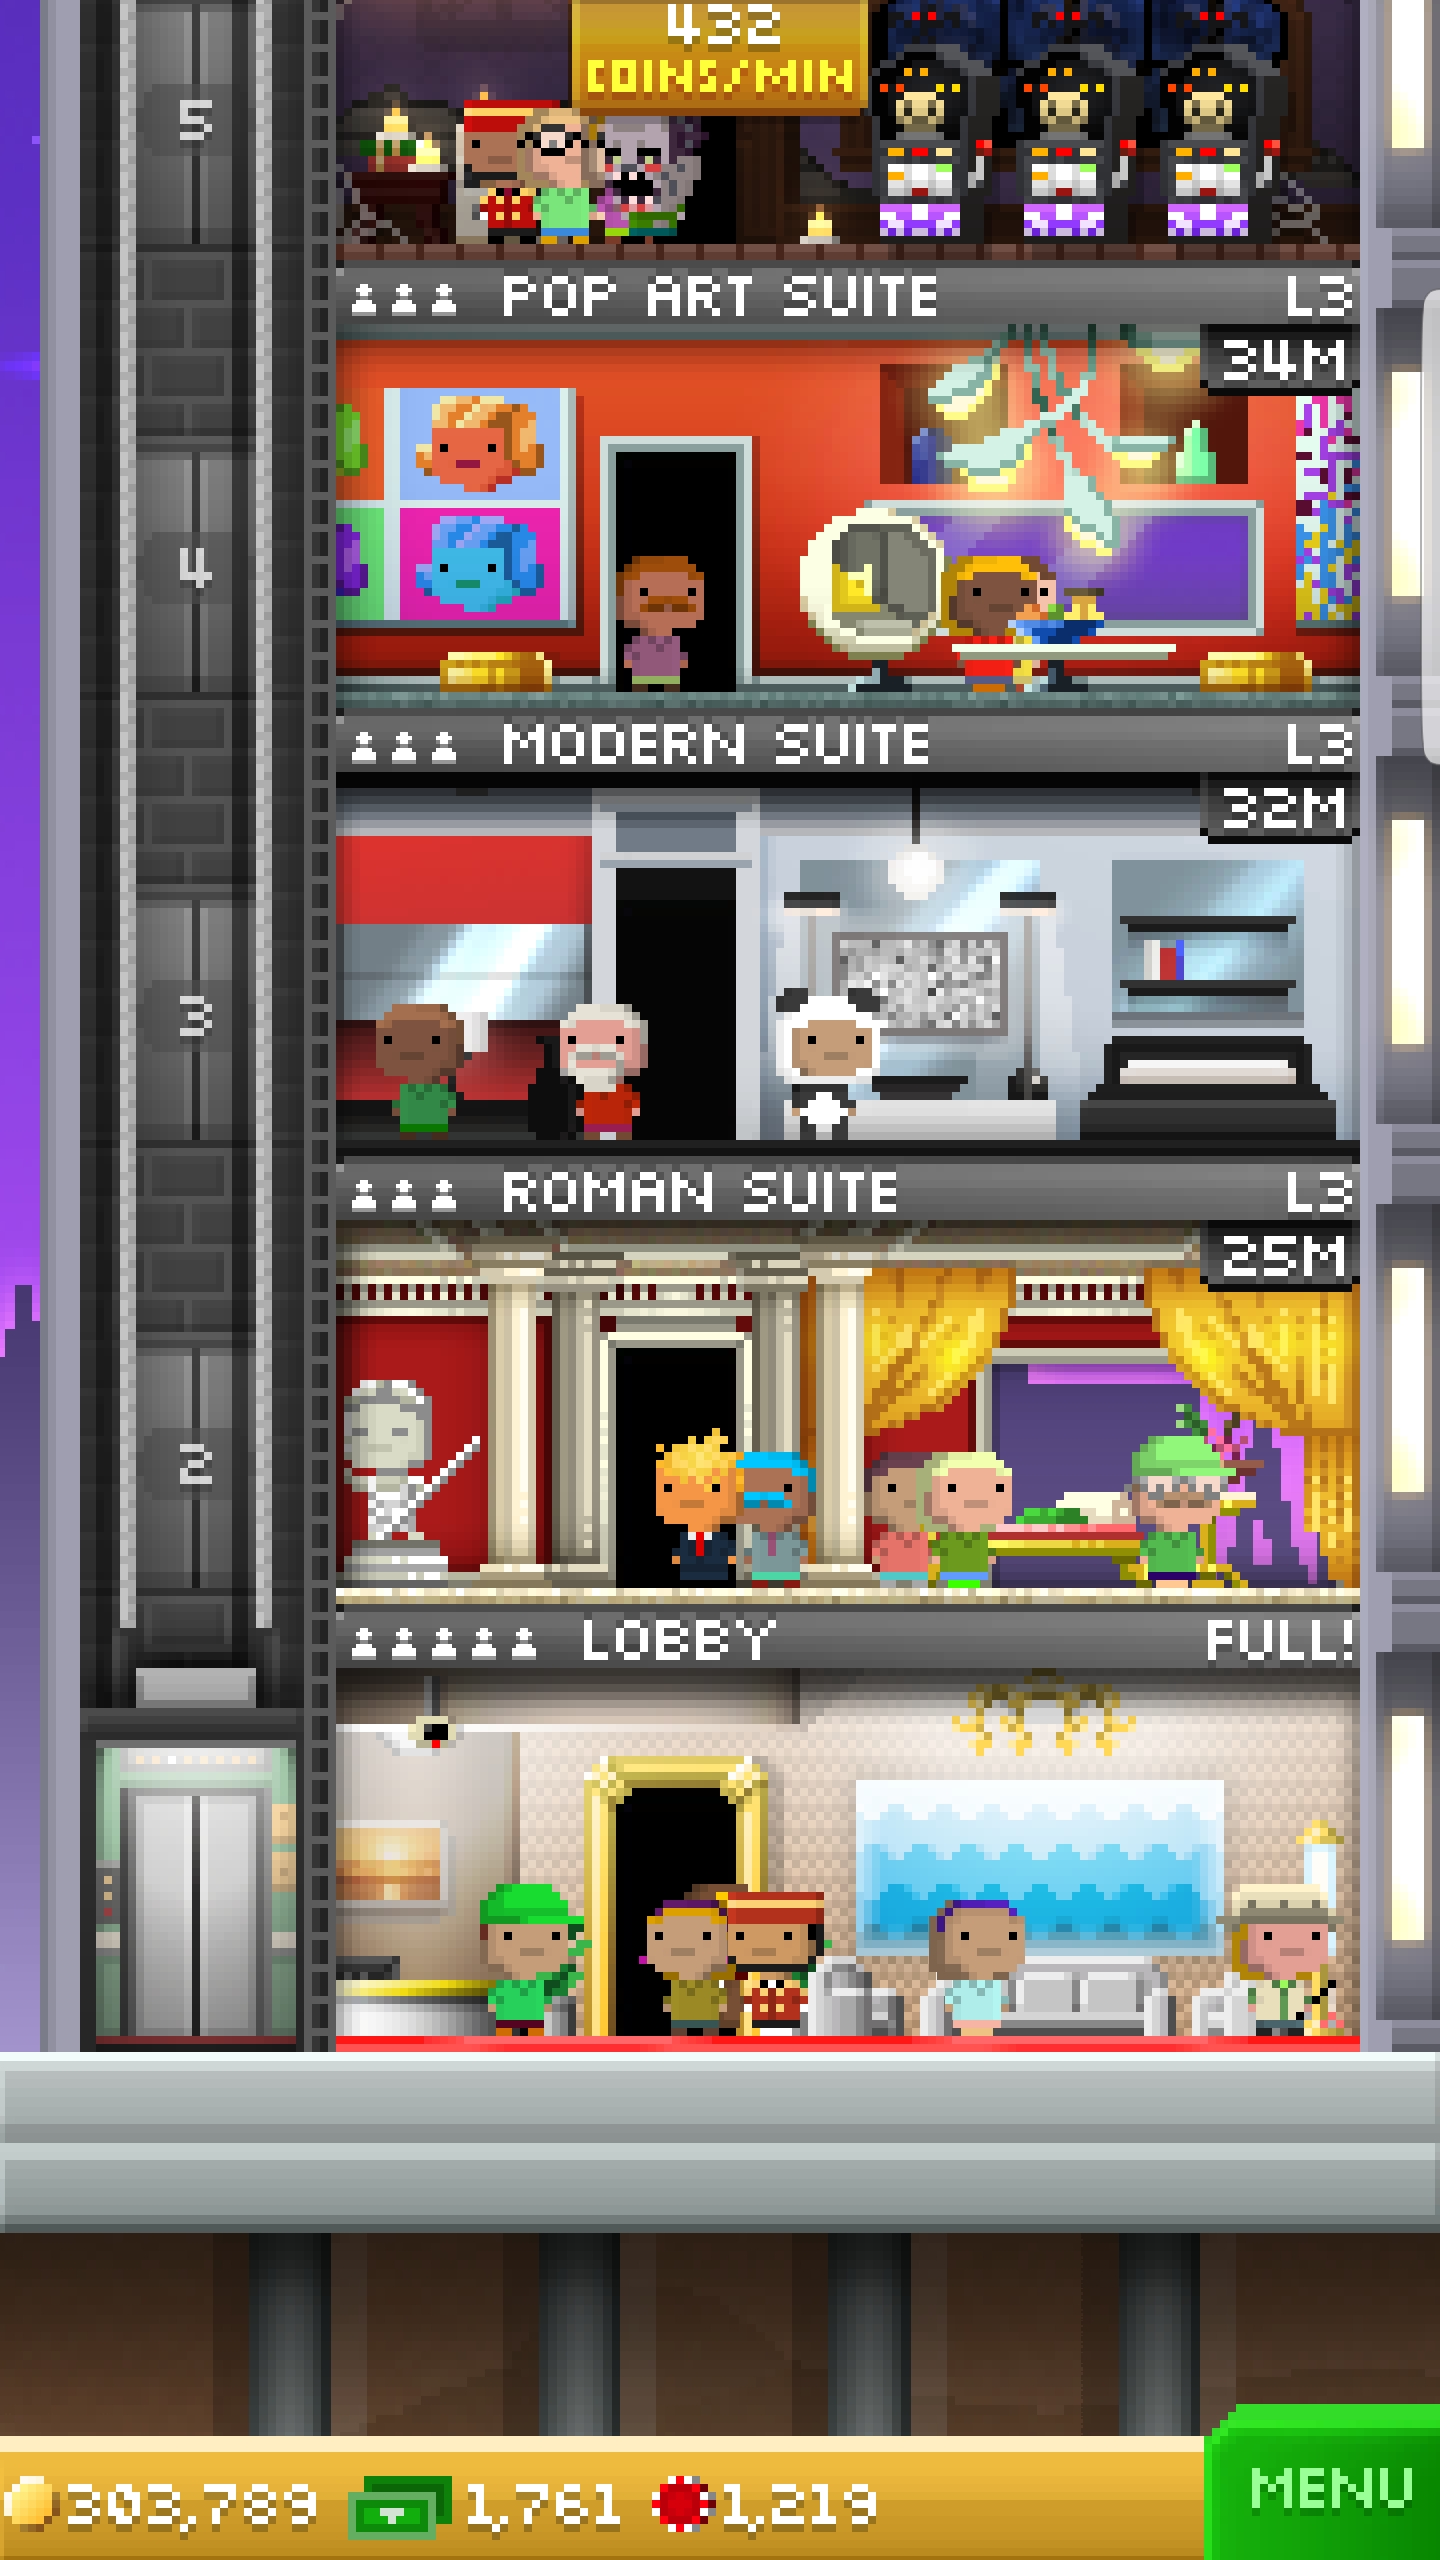 432
COINS/MIN
5
POP ART SUITE L3
34M
4
MODERN SUITE L3
32M
3
ROMAN SUITE L3
25M
2
LOBBY FULL!
303,789 1,761 1,219
MENU